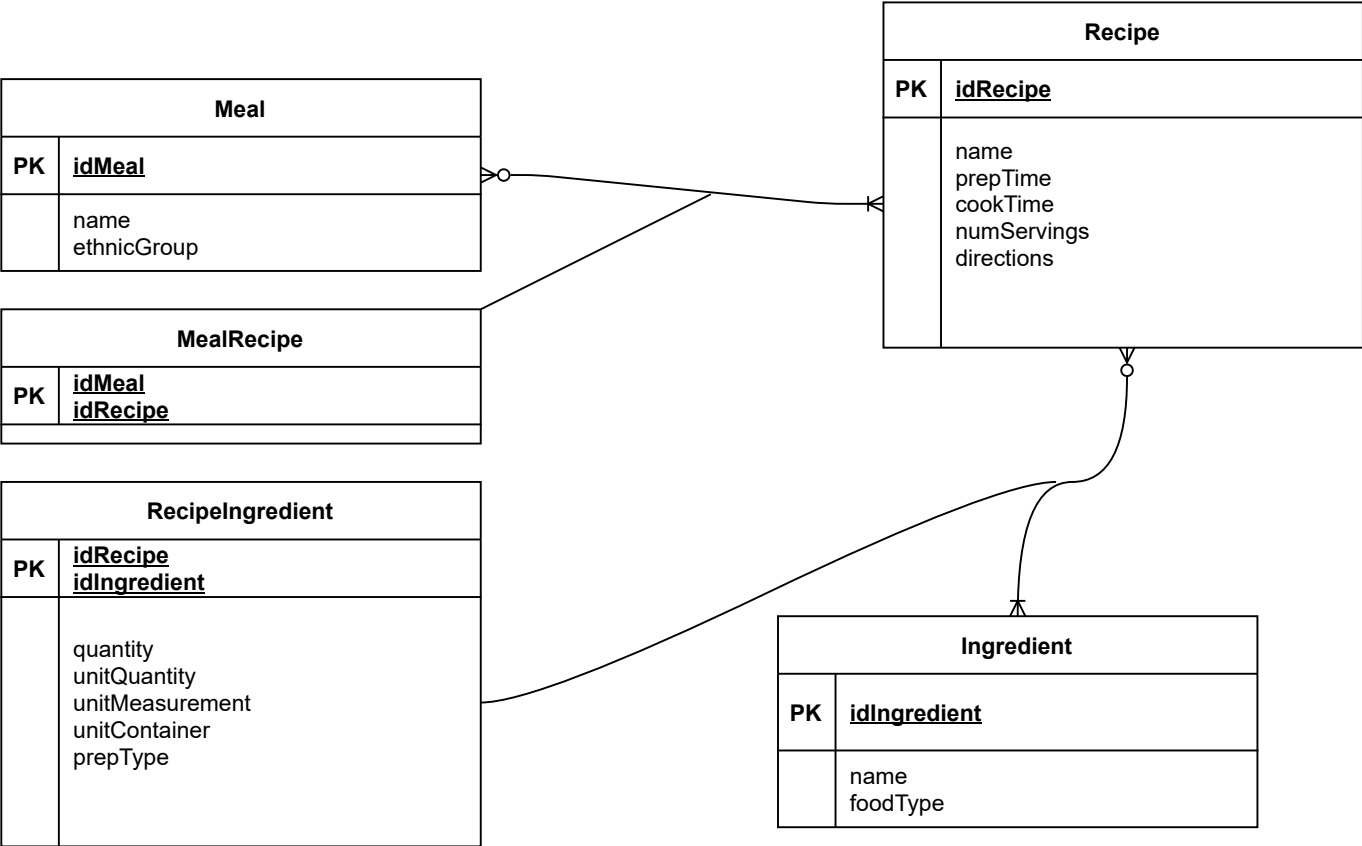 Recipe
PK idRecipe
name
prepTime
cookTime
numServings
directions
Meal
PK idMeal
name
ethnicGroup
MealRecipe
PK idMeal
idRecipe
RecipeIngredient
PK idRecipe
idIngredient
quantity
unitQuantity
unitMeasurement
unitContainer
prepType
Ingredient
PK idIngredient
name
foodType